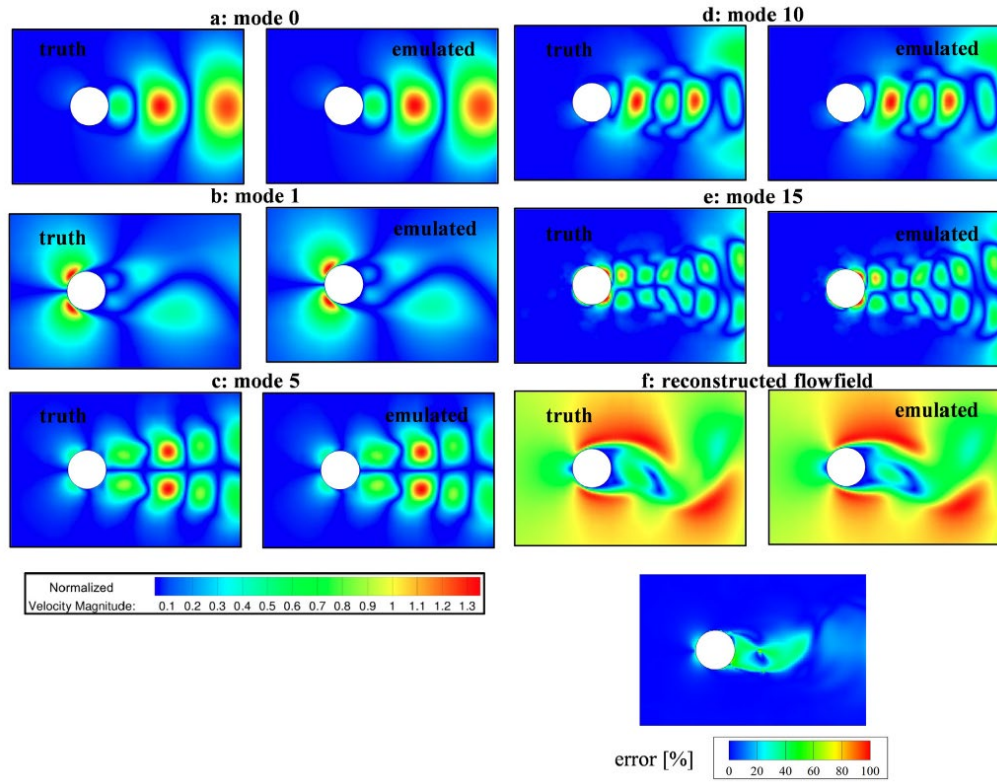 a: mode 0
truth
emulated
b: mode 1
truth
emulated
c: mode 5
truth
emulated
Normalized
Velocity Magnitude:
0.1 0.2 0.3 0.4 0.5 0.6 0.7 0.8 0.9 1 1.1 1.2 1.3
d: mode 10
truth
emulated
e: mode 15
truth
emulated
f: reconstructed flowfield
truth
emulated
error [%]
0 20 40 60 80 100